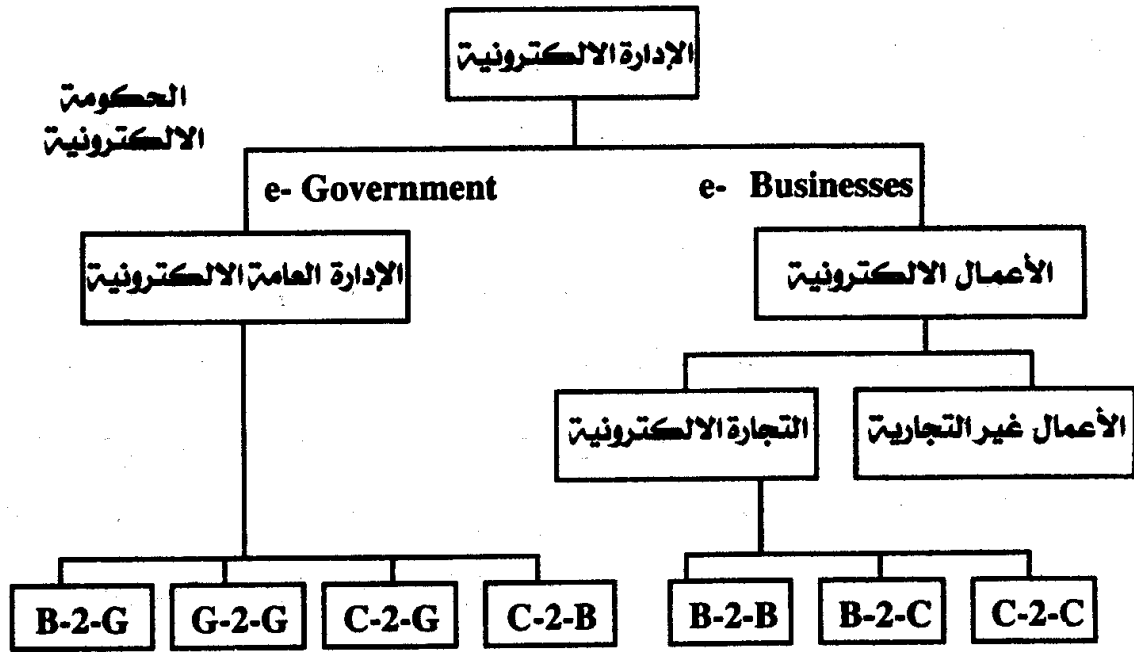 الإدارة الالكترونية
الحكومة
الالكترونية
e- Government
e- Businesses
الإدارة العامة الالكترونية
الأعمال الالكترونية
التجارة الالكترونية
الأعمال غير التجارية
B-2-G
G-2-G
C-2-G
C-2-B
B-2-B
B-2-C
C-2-C